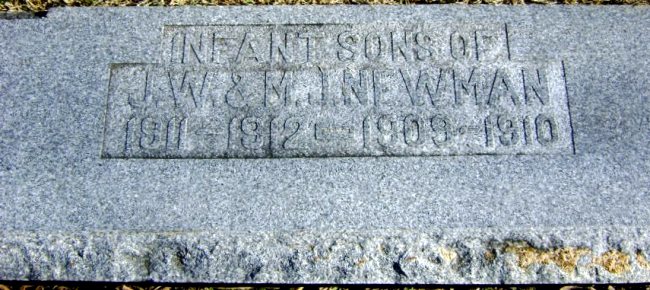 INFANT SONS OF
J.W. & M.J. NEWMAN
1911 - 1912 - 1909 - 1910